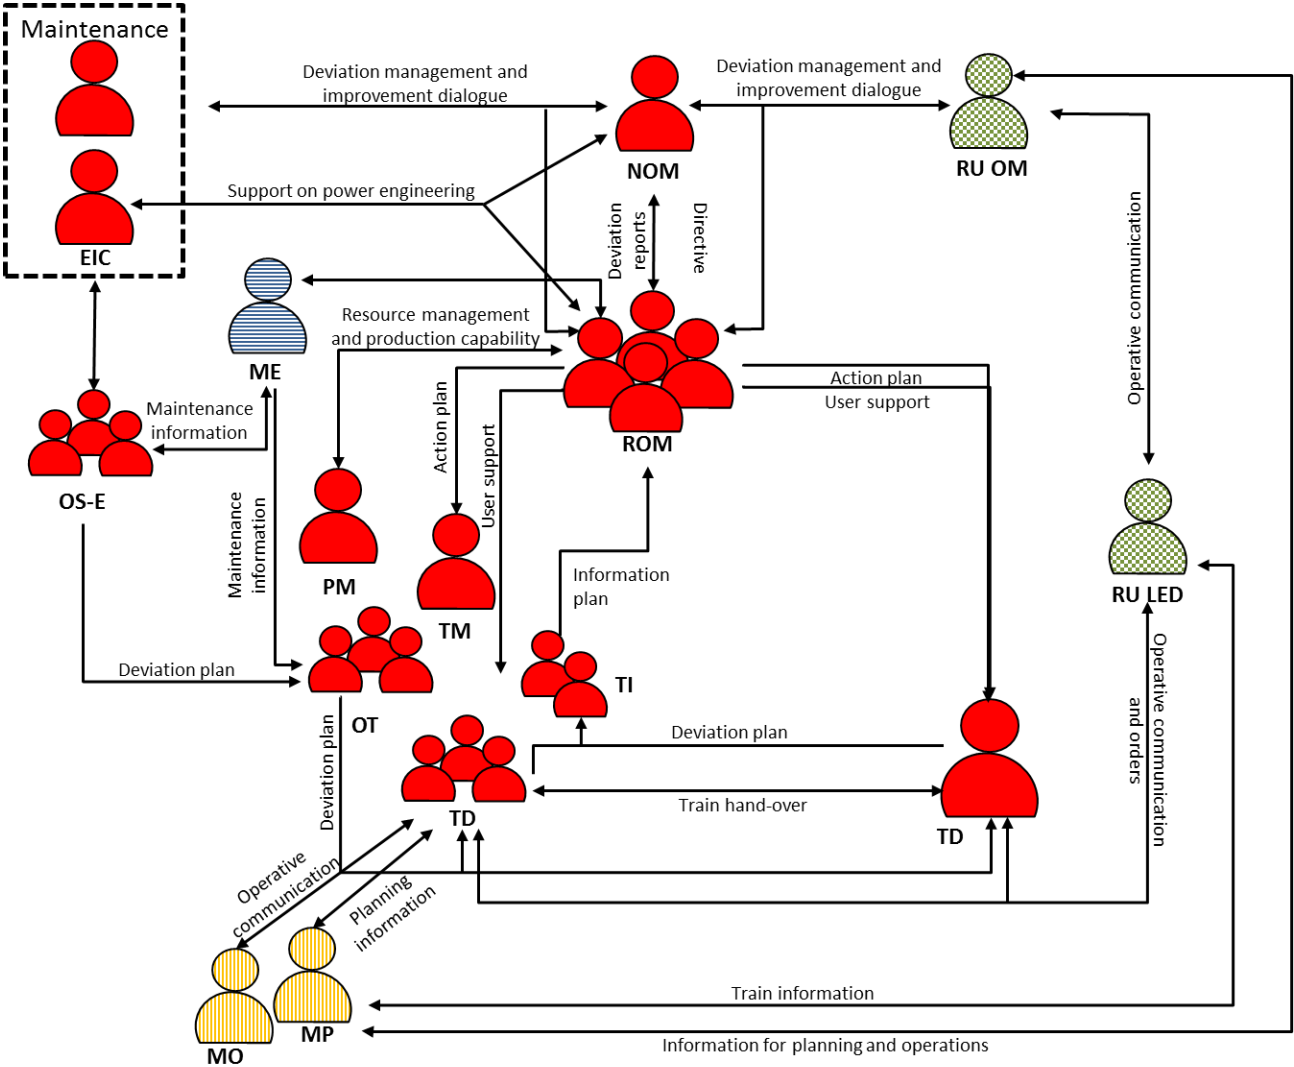 Maintenance
Deviation management and
improvement dialogue
Deviation management and
improvement dialogue
NOM
RU OM
Support on power engineering
EIC
Deviation
reports
Directive
Operative communication
ME
Resource management
and production capability
Action plan
User support
ROM
Maintenance
information
Action plan
User support
OS-E
Maintenance
information
PM
TM
Information
plan
RU LED
Deviation plan
OT
TI
Operative communication
and orders
Deviation plan
Deviation plan
Train hand-over
TD
TD
Operative
communication
Planning
information
MO
MP
Train information
Information for planning and operations